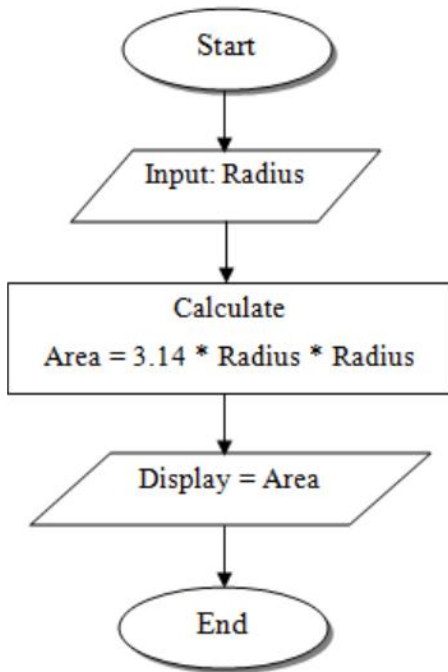 Start
Input: Radius
Calculate
Area = 3.14 * Radius * Radius
Display = Area
End